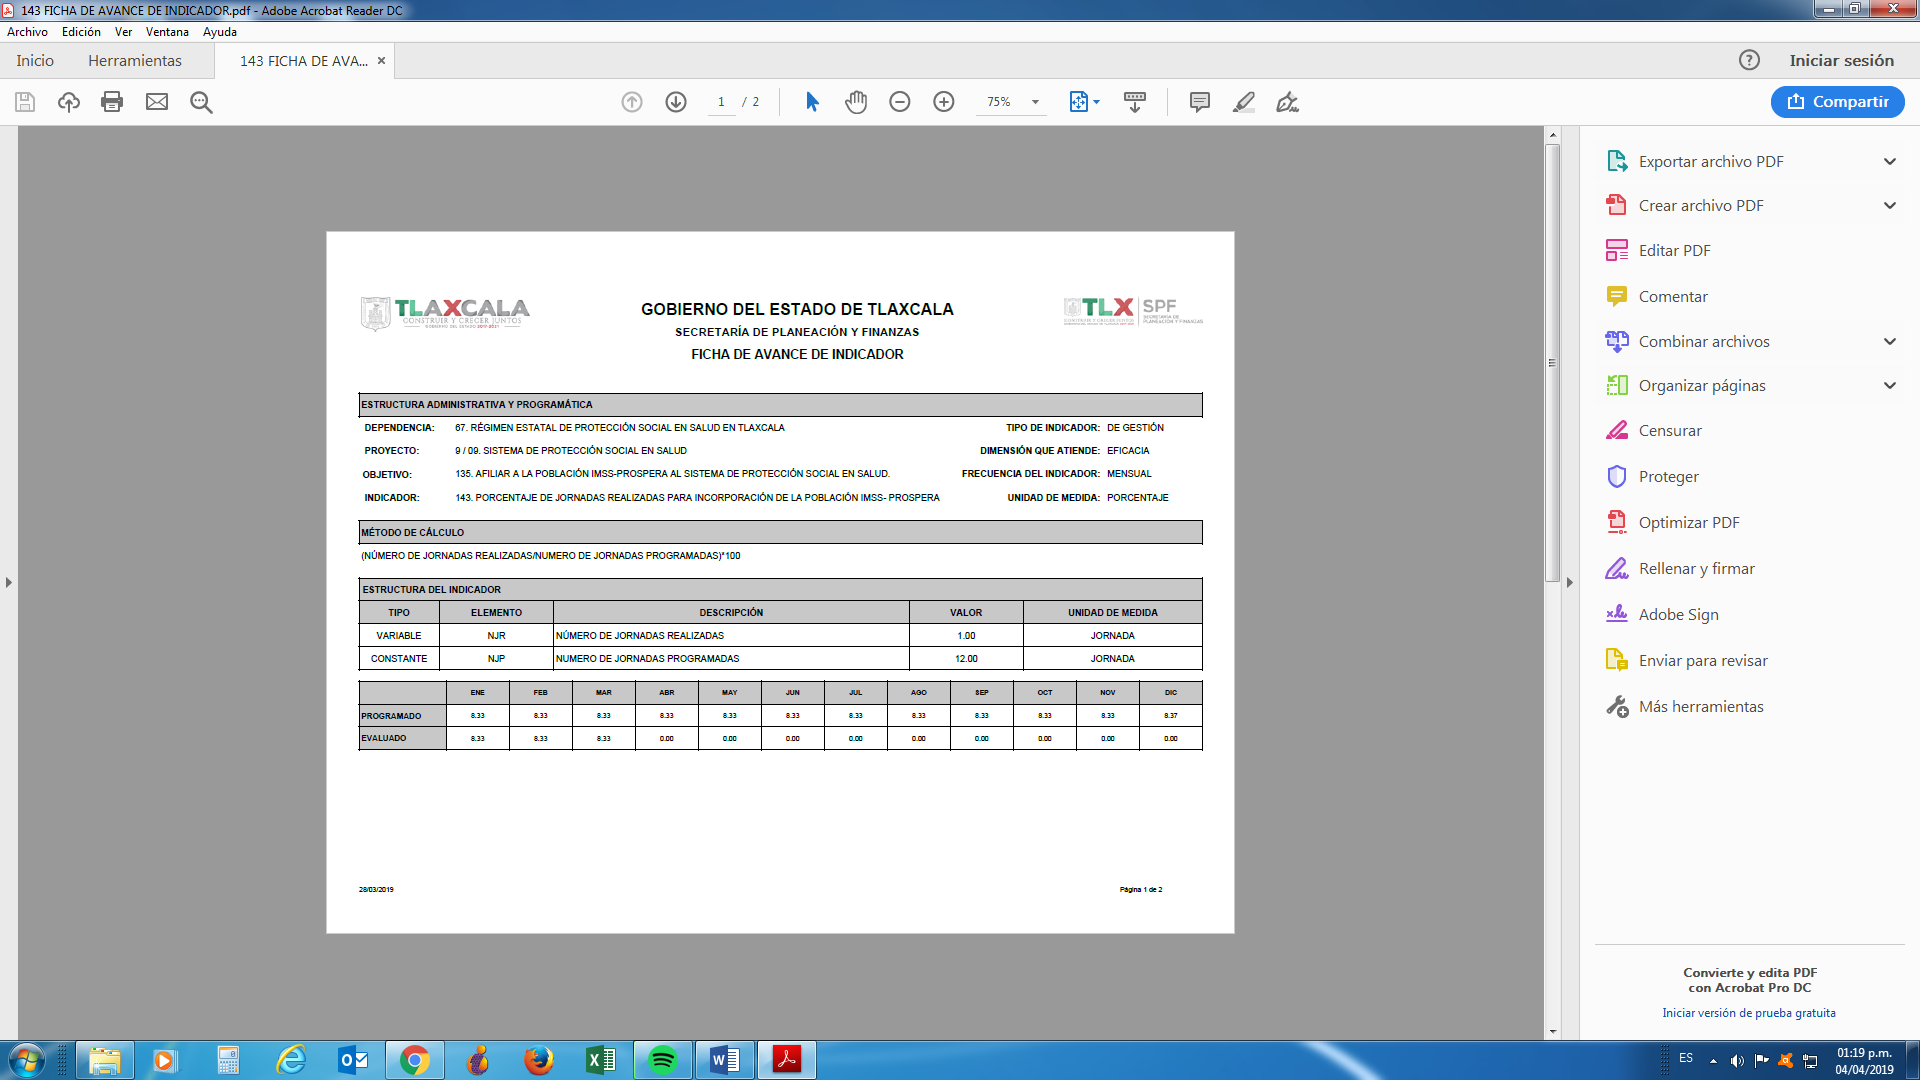 143 FICHA DE AVANCE DE INDICADOR.pdf - Adobe Acrobat Reader DC
Archivo Edición Ver Ventana Ayuda
Inicio Herramientas 143 FICHA DE AVA... × Iniciar sesión
1 / 2 75% Compartir
TLAXCALA
CONSTRUIR Y CRECER JUNTOS
GOBIERNO DEL ESTADO 2017-2021
GOBIERNO DEL ESTADO DE TLAXCALA
SECRETARÍA DE PLANEACIÓN Y FINANZAS
FICHA DE AVANCE DE INDICADOR
TLX SPF
SECRETARÍA DE
PLANEACIÓN Y FINANZAS
ESTRUCTURA ADMINISTRATIVA Y PROGRAMÁTICA
DEPENDENCIA: 67. RÉGIMEN ESTATAL DE PROTECCIÓN SOCIAL EN SALUD EN TLAXCALA TIPO DE INDICADOR: DE GESTIÓN
PROYECTO: 9 / 09. SISTEMA DE PROTECCIÓN SOCIAL EN SALUD DIMENSIÓN QUE ATIENDE: EFICACIA
OBJETIVO: 135. AFILIAR A LA POBLACIÓN IMSS-PROSPERA AL SISTEMA DE PROTECCIÓN SOCIAL EN SALUD. FRECUENCIA DEL INDICADOR: MENSUAL
INDICADOR: 143. PORCENTAJE DE JORNADAS REALIZADAS PARA INCORPORACIÓN DE LA POBLACIÓN IMSS- PROSPERA UNIDAD DE MEDIDA: PORCENTAJE
MÉTODO DE CÁLCULO
(NÚMERO DE JORNADAS REALIZADAS/NUMERO DE JORNADAS PROGRAMADAS)*100
ESTRUCTURA DEL INDICADOR
TIPO ELEMENTO DESCRIPCIÓN VALOR UNIDAD DE MEDIDA
VARIABLE NJR NÚMERO DE JORNADAS REALIZADAS 1.00 JORNADA
CONSTANTE NJP NUMERO DE JORNADAS PROGRAMADAS 12.00 JORNADA
ENE FEB MAR ABR MAY JUN JUL AGO SEP OCT NOV DIC
PROGRAMADO 8.33 8.33 8.33 8.33 8.33 8.33 8.33 8.33 8.33 8.33 8.33 8.37
EVALUADO 8.33 8.33 8.33 0.00 0.00 0.00 0.00 0.00 0.00 0.00 0.00 0.00
28/03/2019 Página 1 de 2
Exportar archivo PDF
Crear archivo PDF
Editar PDF
Comentar
Combinar archivos
Organizar páginas
Censurar
Proteger
Optimizar PDF
Rellenar y firmar
Adobe Sign
Enviar para revisar
Más herramientas
Convierte y edita PDF
con Acrobat Pro DC
Iniciar versión de prueba gratuita
ES
01:19 p.m.
04/04/2019